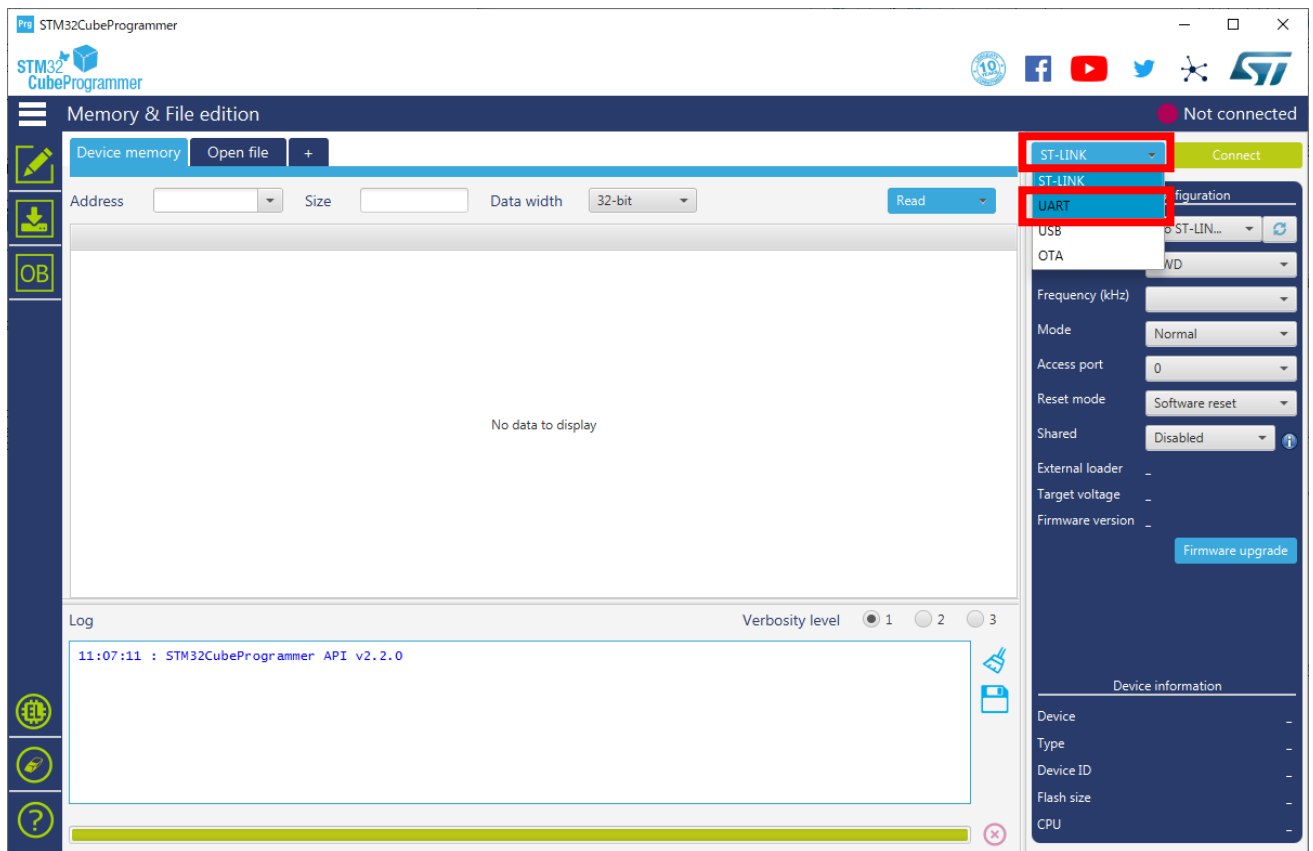 Prg STM32CubeProgrammer
STM32
CubeProgrammer
10
ST
Memory & File edition
Not connected
Device memory Open file +
ST-LINK Connect
Address Size Data width 32-bit Read
ST-LINK
UART
USB
OTA
figuration
ST-LIN...
WD
OB
Frequency (kHz)
Mode Normal
Access port 0
Reset mode Software reset
Shared Disabled
External loader _
Target voltage _
Firmware version _
Firmware upgrade
No data to display
Log Verbosity level 1 2 3
11:07:11 : STM32CubeProgrammer API v2.2.0
Device information
Device _
Type _
Device ID _
Flash size _
CPU _
EL
?